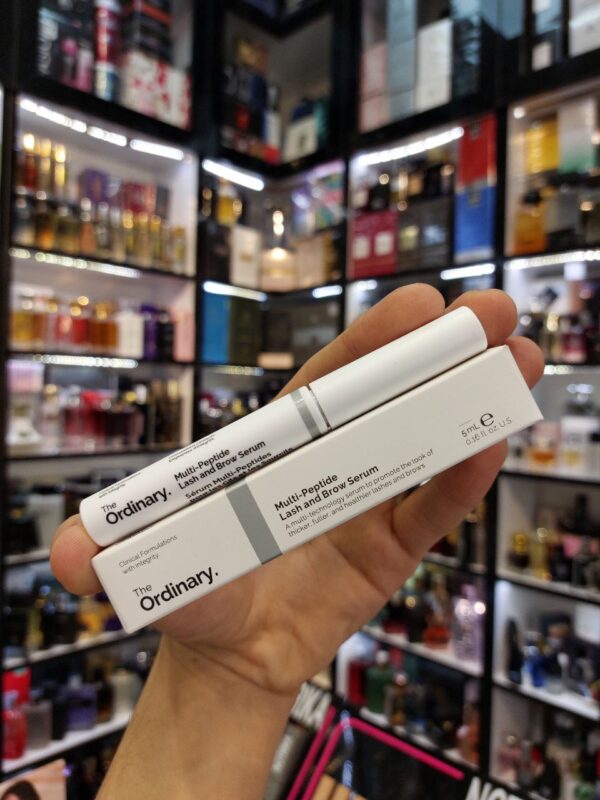 Multi-Peptide
Lash and Brow Serum
Sérum Multi-Peptides
The
Ordinary.
Multi-Peptide
Lash and Brow Serum
A multi-technology serum to promote the look of
thicker, fuller, and healthier lashes and brows
5 mL e
0.16 fl. oz. U.S.
Clinical Formulations
with Integrity.
The
Ordinary.